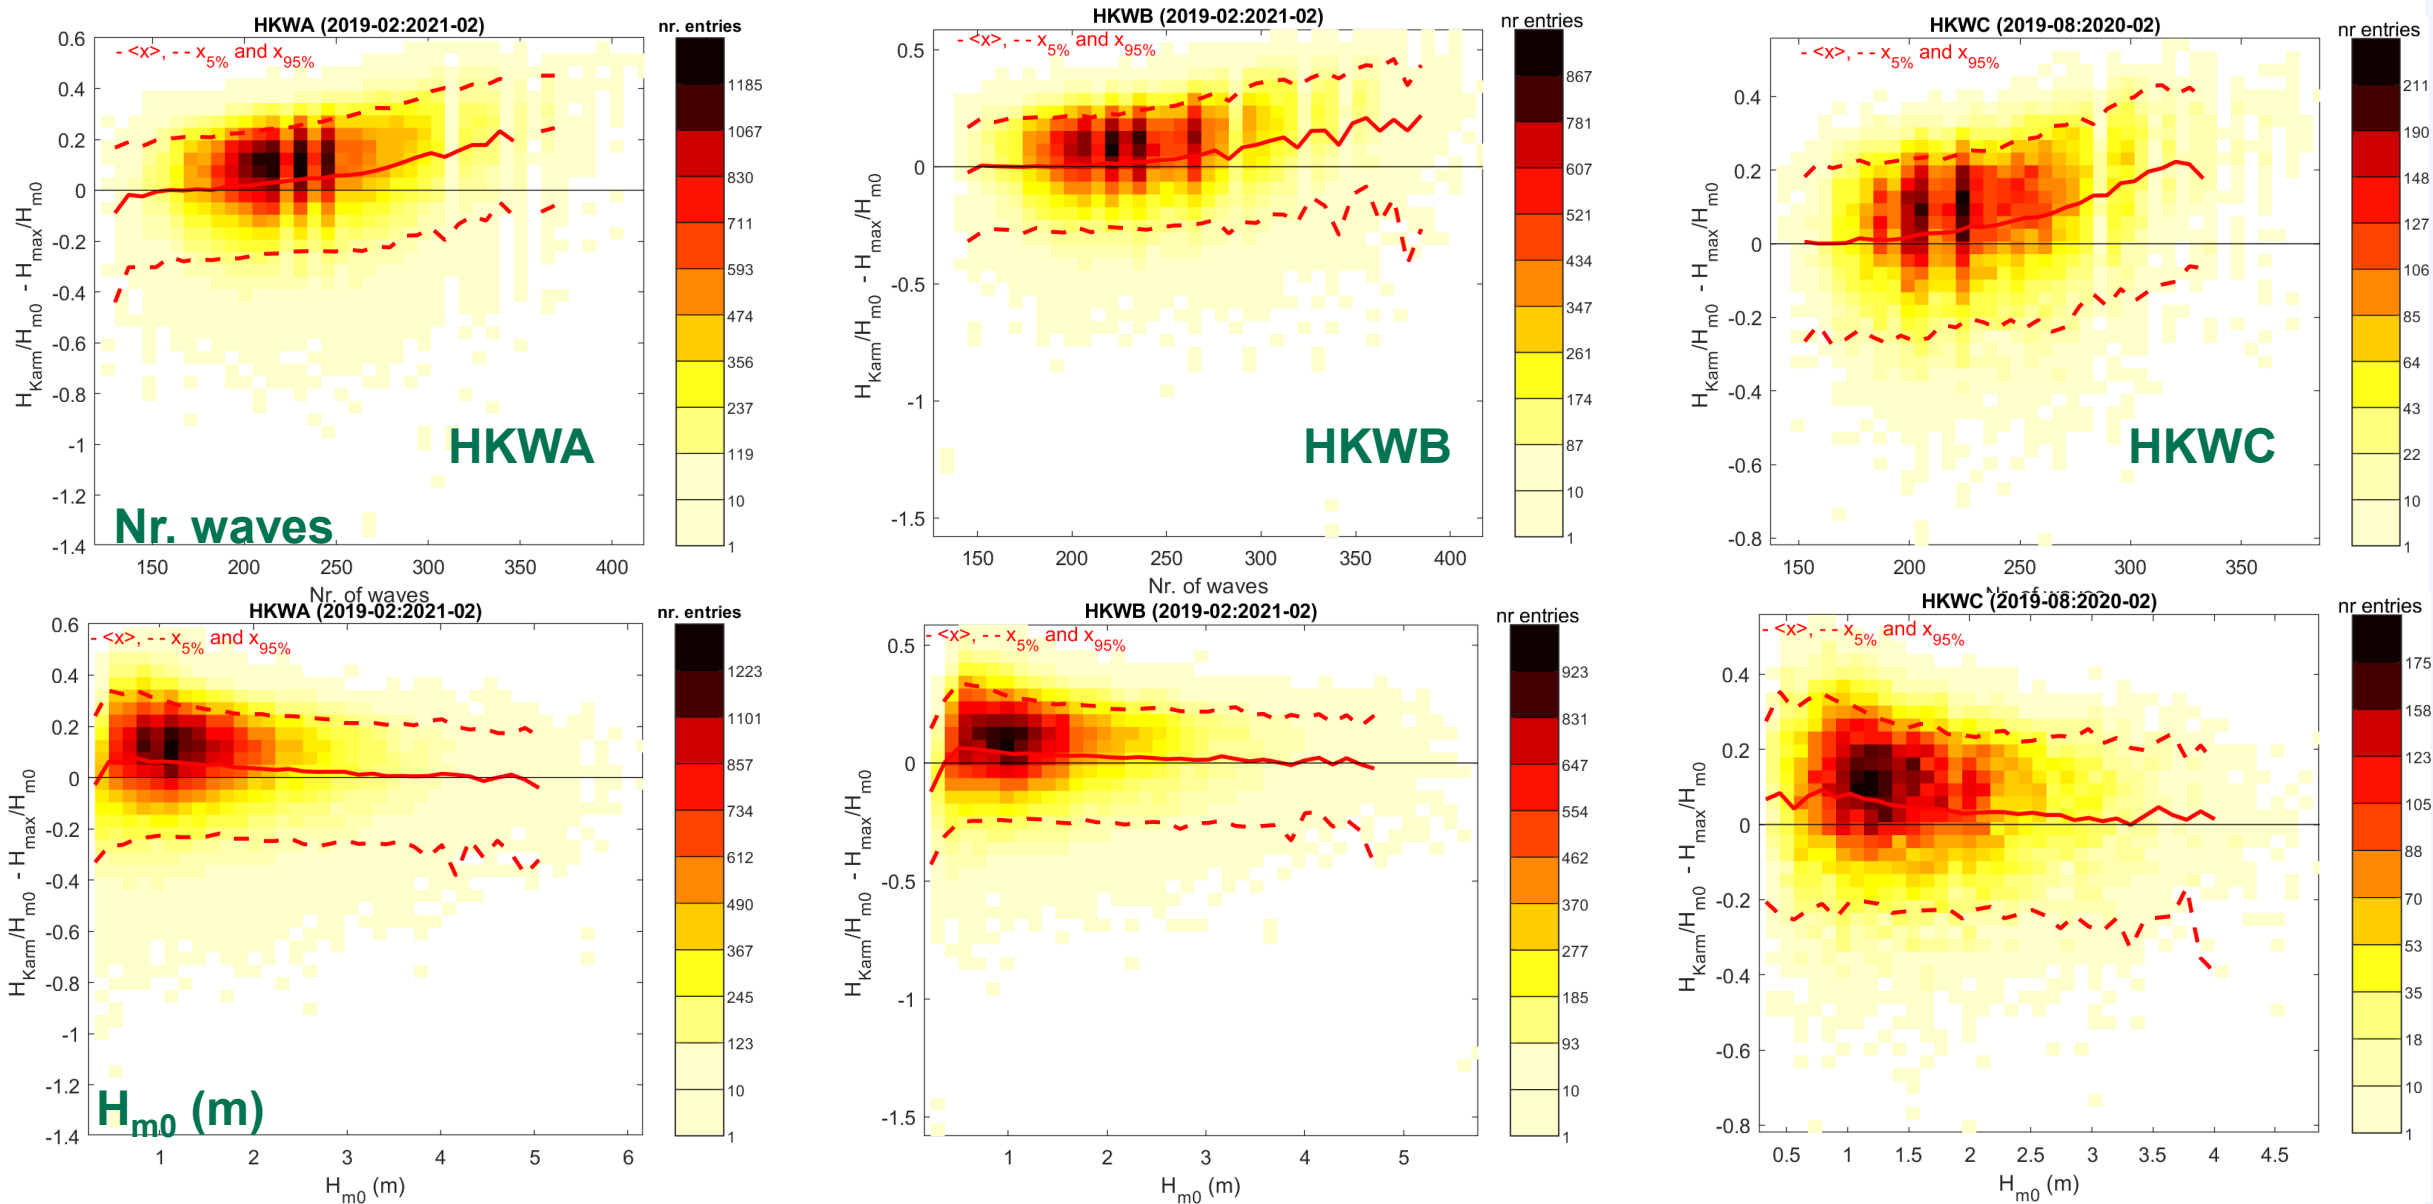 HKWA (2019-02:2021-02)
nr. entries
- <x>, - - x5% and x95%
HKarm/Hm0 - Hmax/Hm0
0.6
0.4
0.2
0
-0.2
-0.4
-0.6
-0.8
-1
-1.2
-1.4
HKWA
Nr. waves
150 200 250 300 350 400
Nr. of waves
1185
1067
830
711
593
474
356
237
119
10
1
HKWB (2019-02:2021-02)
nr entries
- <x>, - - x5% and x95%
HKarm/Hm0 - Hmax/Hm0
0.5
0
-0.5
-1
-1.5
HKWB
150 200 250 300 350 400
Nr. of waves
867
781
607
521
434
347
261
174
87
10
1
HKWC (2019-08:2020-02)
nr entries
- <x>, - - x5% and x95%
HKarm/Hm0 - Hmax/Hm0
0.4
0.2
0
-0.2
-0.4
-0.6
-0.8
HKWC
150 200 250 300 350
211
190
148
127
106
85
64
43
22
10
1
HKWA (2019-02:2021-02)
nr. entries
- <x>, - - x5% and x95%
HKarm/Hm0 - Hmax/Hm0
0.6
0.4
0.2
0
-0.2
-0.4
-0.6
-0.8
-1
-1.2
-1.4
Hm0 (m)
1 2 3 4 5 6
Hm0 (m)
1223
1101
857
734
612
490
367
245
123
10
1
HKWB (2019-02:2021-02)
nr entries
- <x>, - - x5% and x95%
HKarm/Hm0 - Hmax/Hm0
0.5
0
-0.5
-1
-1.5
1 2 3 4 5
Hm0 (m)
923
831
647
554
462
370
277
185
93
10
1
HKWC (2019-08:2020-02)
nr entries
- <x>, - - x5% and x95%
HKarm/Hm0 - Hmax/Hm0
0.4
0.2
0
-0.2
-0.4
-0.6
-0.8
0.5 1 1.5 2 2.5 3 3.5 4 4.5
Hm0 (m)
175
158
123
105
88
70
53
35
18
10
1